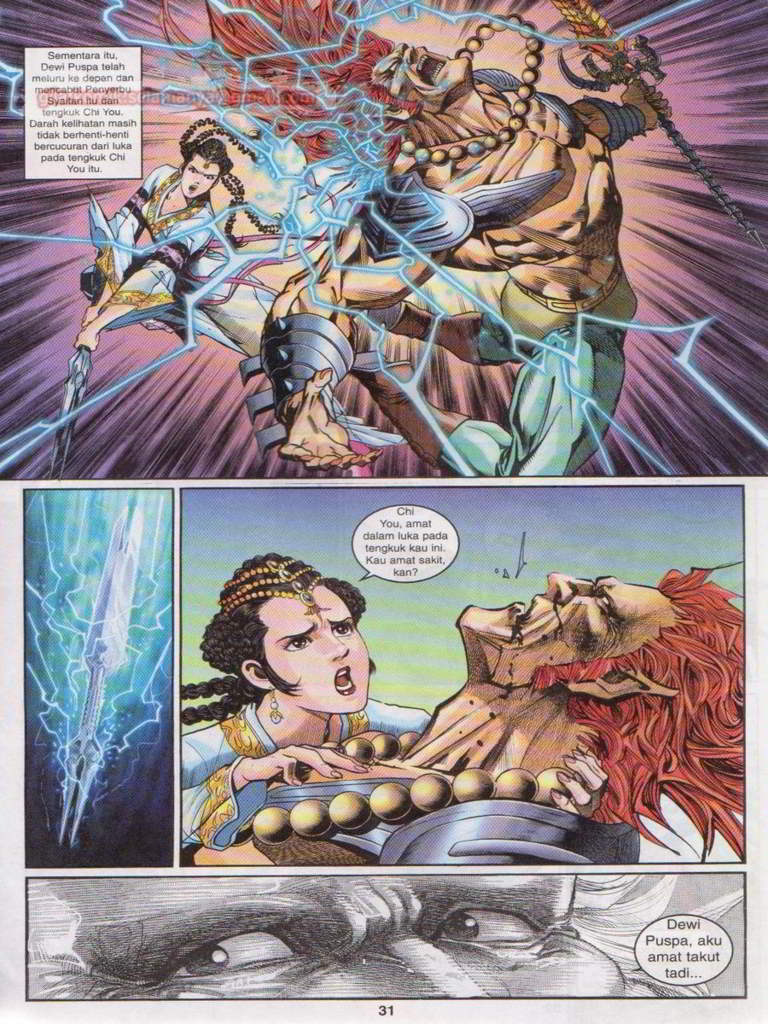 Sementara itu,
Dewi Puspa telah
meluru ke depan dan
mencabut Penyerbu
Syaitan itu dari
tengkuk Chi You.
Darah kelihatan masih
tidak berhenti-henti
bercucuran dari luka
pada tengkuk Chi
You itu.
Chi
You, amat
dalam luka pada
tengkuk kau ini.
Kau amat sakit,
kan?
Dewi
Puspa, aku
amat takut
tadi...
31